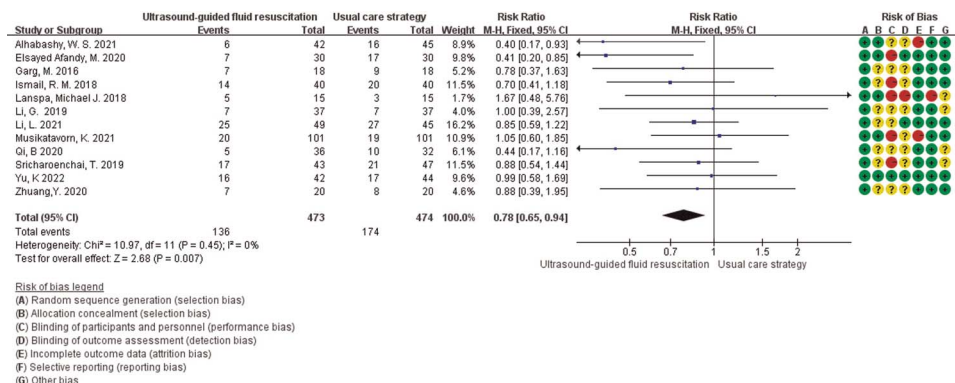 Ultrasound-guided fluid resuscitation Usual care strategy Risk Ratio Risk Ratio Risk of Bias
Study or Subgroup Events Total Events Total Weight M-H, Fixed, 95% CI M-H, Fixed, 95% CI A B C D E F G
Alhabashy, W. S. 2021 6 42 16 45 8.9% 0.40 [0.17, 0.93] + + ? ? - + +
Elsayed Afandy, M. 2020 7 30 17 30 9.8% 0.41 [0.20, 0.85] + + - + + + +
Garg, M. 2016 7 18 9 18 5.2% 0.78 [0.37, 1.63] + ? ? ? + + ?
Ismail, R. M. 2018 14 40 20 40 11.5% 0.70 [0.41, 1.18] + ? ? ? + + +
Lanspa, Michael J. 2018 5 15 3 15 1.7% 1.67 [0.48, 5.76] + + - - + - ?
Li, G. 2019 7 37 7 37 4.0% 1.00 [0.39, 2.57] + ? ? ? + + +
Li, L. 2021 25 49 27 45 16.2% 0.85 [0.59, 1.22]
Musikatavorn, K. 2021 20 101 19 101 10.9% 1.05 [0.60, 1.85]
Qi, B 2020 5 36 10 32 6.1% 0.44 [0.17, 1.16] + ? ? ? + + ?
Sricharoenchai, T. 2019 17 43 21 47 11.5% 0.88 [0.54, 1.44]
Yu, K 2022 16 42 17 44 9.5% 0.99 [0.58, 1.69] + + + + + + +
Zhuang,Y. 2020 7 20 8 20 4.6% 0.88 [0.39, 1.95] + ? ? ? + + ?
Total (95% CI) 473 474 100.0% 0.78 [0.65, 0.94]
Total events 136 174
Heterogeneity: Chi² = 10.97, df = 11 (P = 0.45); I² = 0%
Test for overall effect: Z = 2.68 (P = 0.007)
0.5 0.7 1 1.5 2
Ultrasound-guided fluid resuscitation Usual care strategy
Risk of bias legend
(A) Random sequence generation (selection bias)
(B) Allocation concealment (selection bias)
(C) Blinding of participants and personnel (performance bias)
(D) Blinding of outcome assessment (detection bias)
(E) Incomplete outcome data (attrition bias)
(F) Selective reporting (reporting bias)
(G) Other bias